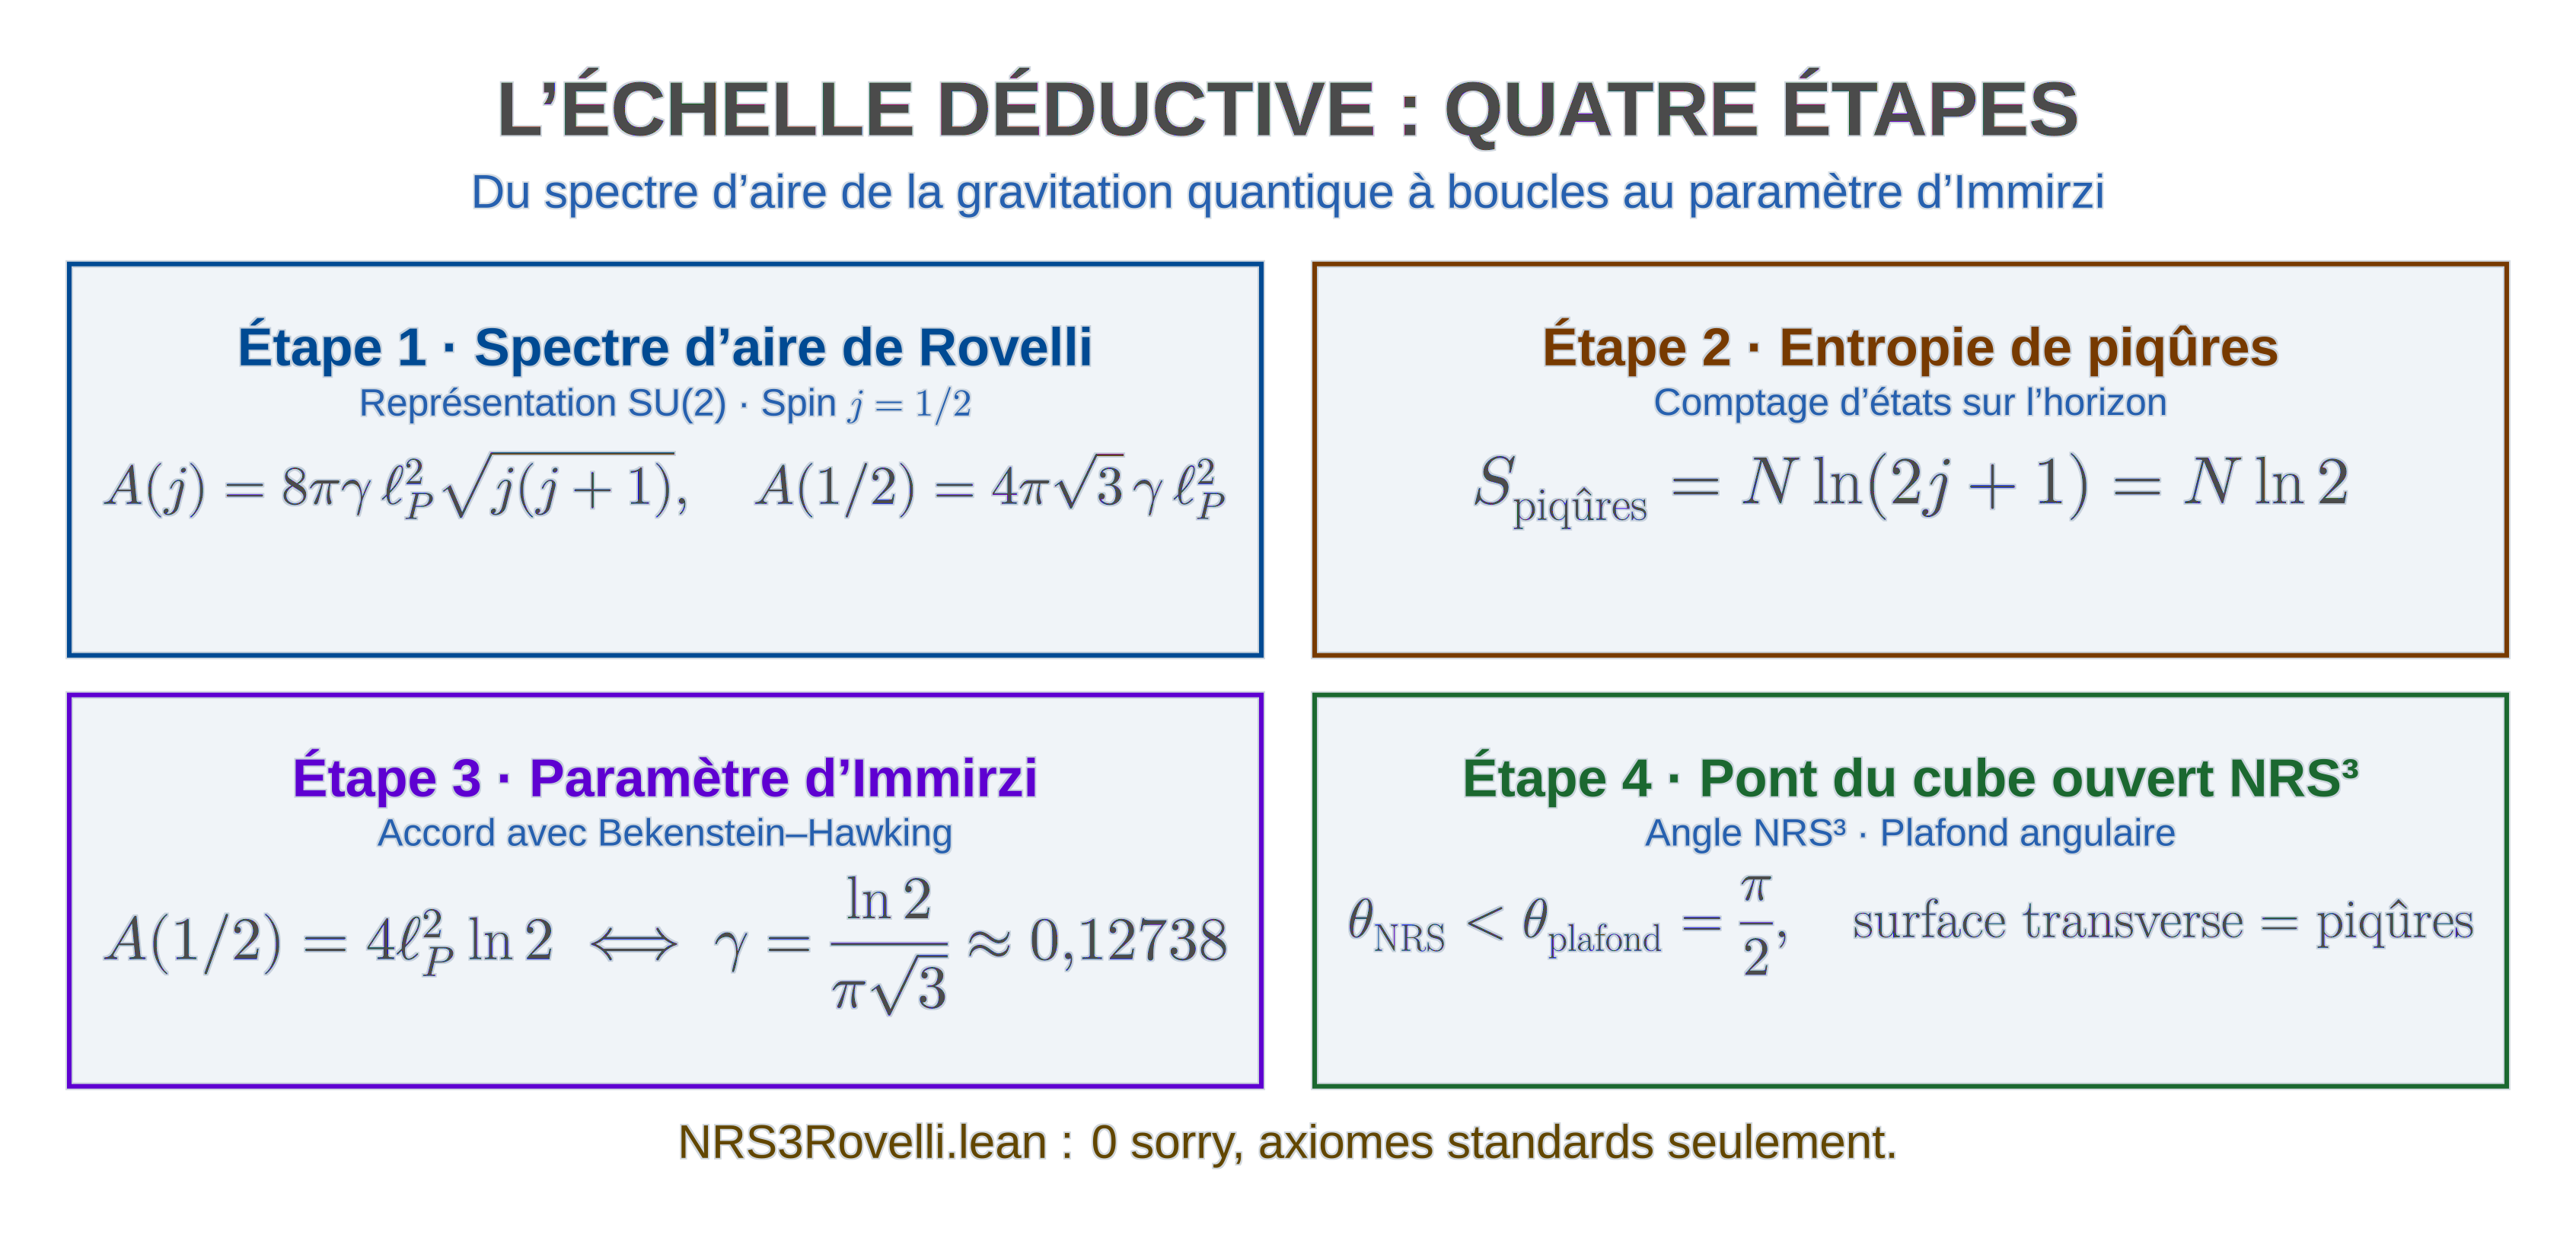 L’ÉCHELLE DÉDUCTIVE : QUATRE ÉTAPES
Du spectre d’aire de la gravitation quantique à boucles au paramètre d’Immirzi
Étape 1 · Spectre d’aire de Rovelli
Représentation SU(2) · Spin j = 1/2
A(j) = 8πγ ℓ_P^2 √(j(j + 1)), A(1/2) = 4π√3 γ ℓ_P^2
Étape 2 · Entropie de piqûres
Comptage d’états sur l’horizon
S_piqûres = N ln(2j + 1) = N ln 2
Étape 3 · Paramètre d’Immirzi
Accord avec Bekenstein–Hawking
A(1/2) = 4ℓ_P^2 ln 2 ⟺ γ = ln 2 / π√3 ≈ 0,12738
Étape 4 · Pont du cube ouvert NRS³
Angle NRS³ · Plafond angulaire
θ_NRS < θ_plafond = π/2, surface transverse = piqûres
NRS3Rovelli.lean : 0 sorry, axiomes standards seulement.